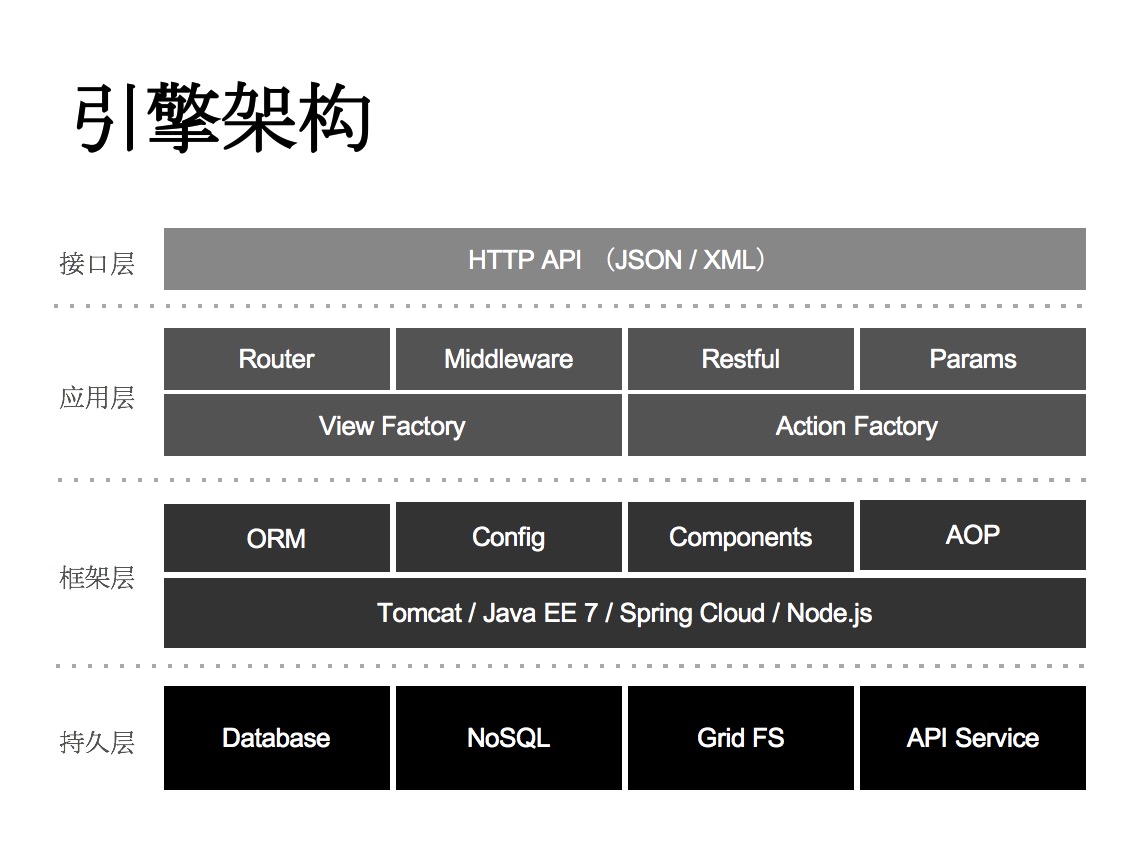 引擎架构
接口层
HTTP API （JSON / XML）
应用层
Router
Middleware
Restful
Params
View Factory
Action Factory
框架层
ORM
Config
Components
AOP
Tomcat / Java EE 7 / Spring Cloud / Node.js
持久层
Database
NoSQL
Grid FS
API Service